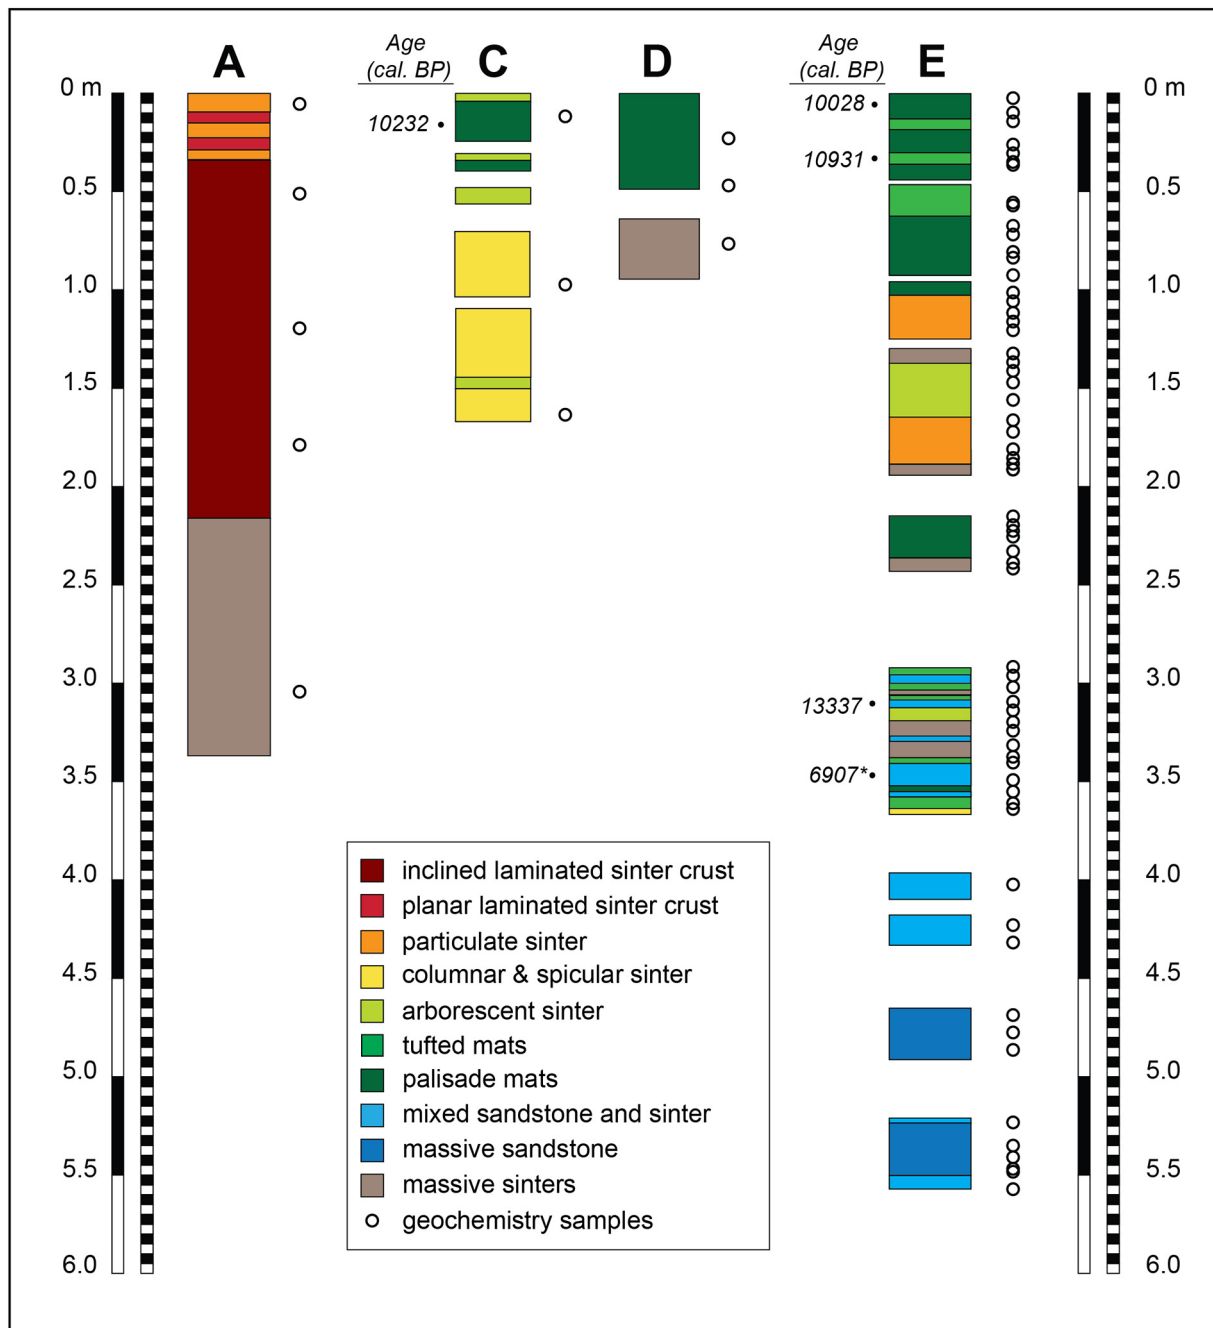 A
Age
(cal. BP)
C
D
Age
(cal. BP)
E
0 m
0 m
10028
10232
10931
0.5
0.5
1.0
1.0
1.5
1.5
2.0
2.0
2.5
2.5
3.0
3.0
13337
3.5
6907*
3.5
4.0
4.0
4.5
4.5
5.0
5.0
5.5
5.5
6.0
6.0
inclined laminated sinter crust
planar laminated sinter crust
particulate sinter
columnar & spicular sinter
arborescent sinter
tufted mats
palisade mats
mixed sandstone and sinter
massive sandstone
massive sinters
geochemistry samples